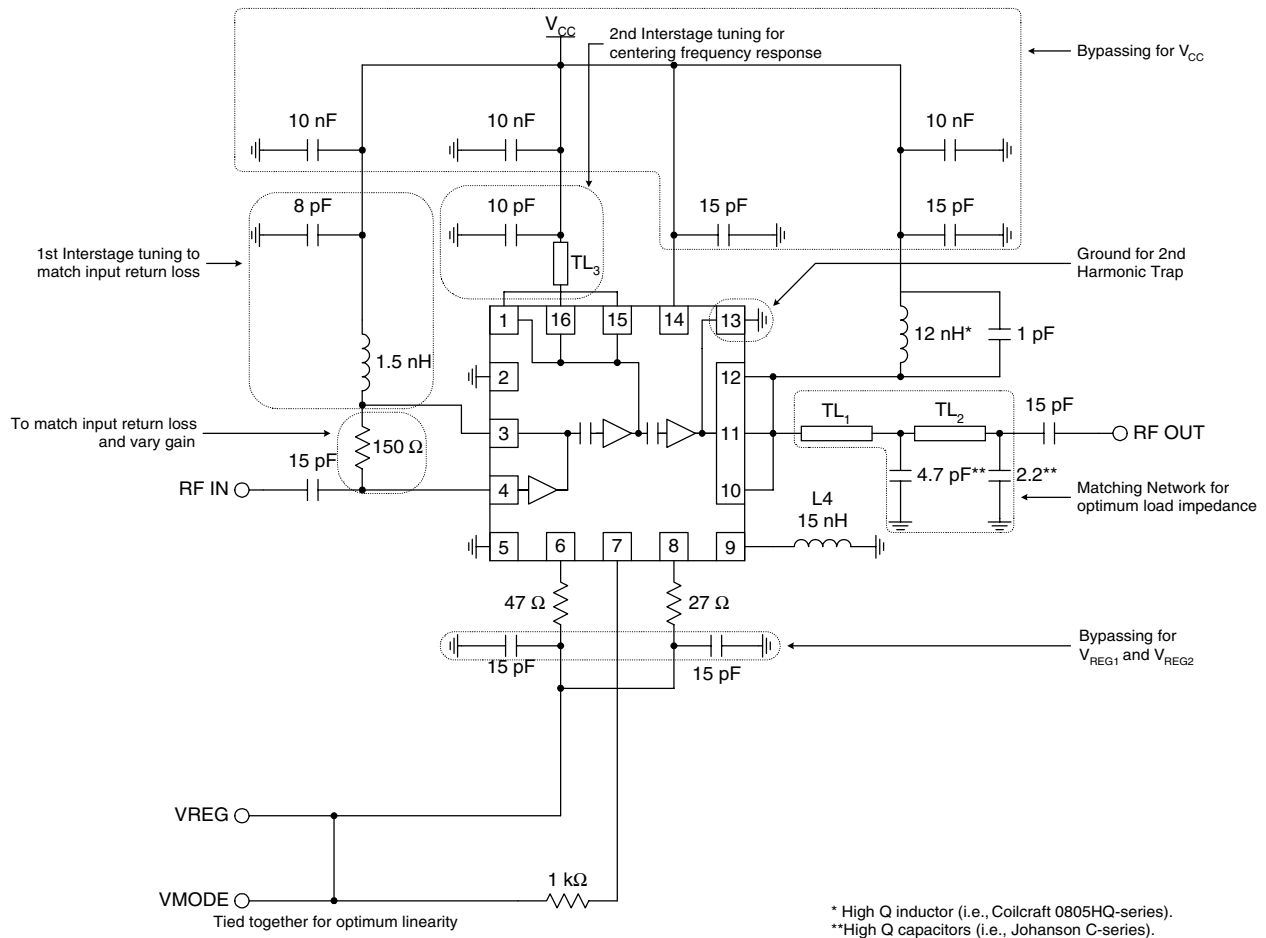 V_CC
2nd Interstage tuning for
centering frequency response
Bypassing for V_CC
10 nF
10 nF
10 nF
8 pF
10 pF
15 pF
15 pF
1st Interstage tuning to
match input return loss
TL_3
Ground for 2nd
Harmonic Trap
1
16
15
14
13
12 nH*
1 pF
1.5 nH
2
12
To match input return loss
and vary gain
150 Ω
3
11
TL_1
TL_2
15 pF
RF OUT
15 pF
RF IN
4
10
4.7 pF**
2.2**
Matching Network for
optimum load impedance
L4
15 nH
5
6
7
8
9
47 Ω
27 Ω
15 pF
15 pF
Bypassing for
V_REG1 and V_REG2
VREG
1 kΩ
VMODE
Tied together for optimum linearity
* High Q inductor (i.e., Coilcraft 0805HQ-series).
**High Q capacitors (i.e., Johanson C-series).